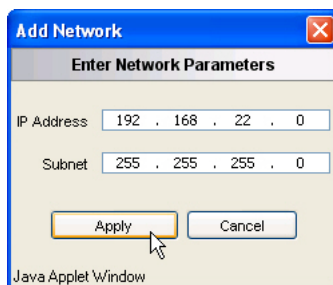 Add Network
Enter Network Parameters
IP Address 192 . 168 . 22 . 0
Subnet 255 . 255 . 255 . 0
Apply Cancel
Java Applet Window